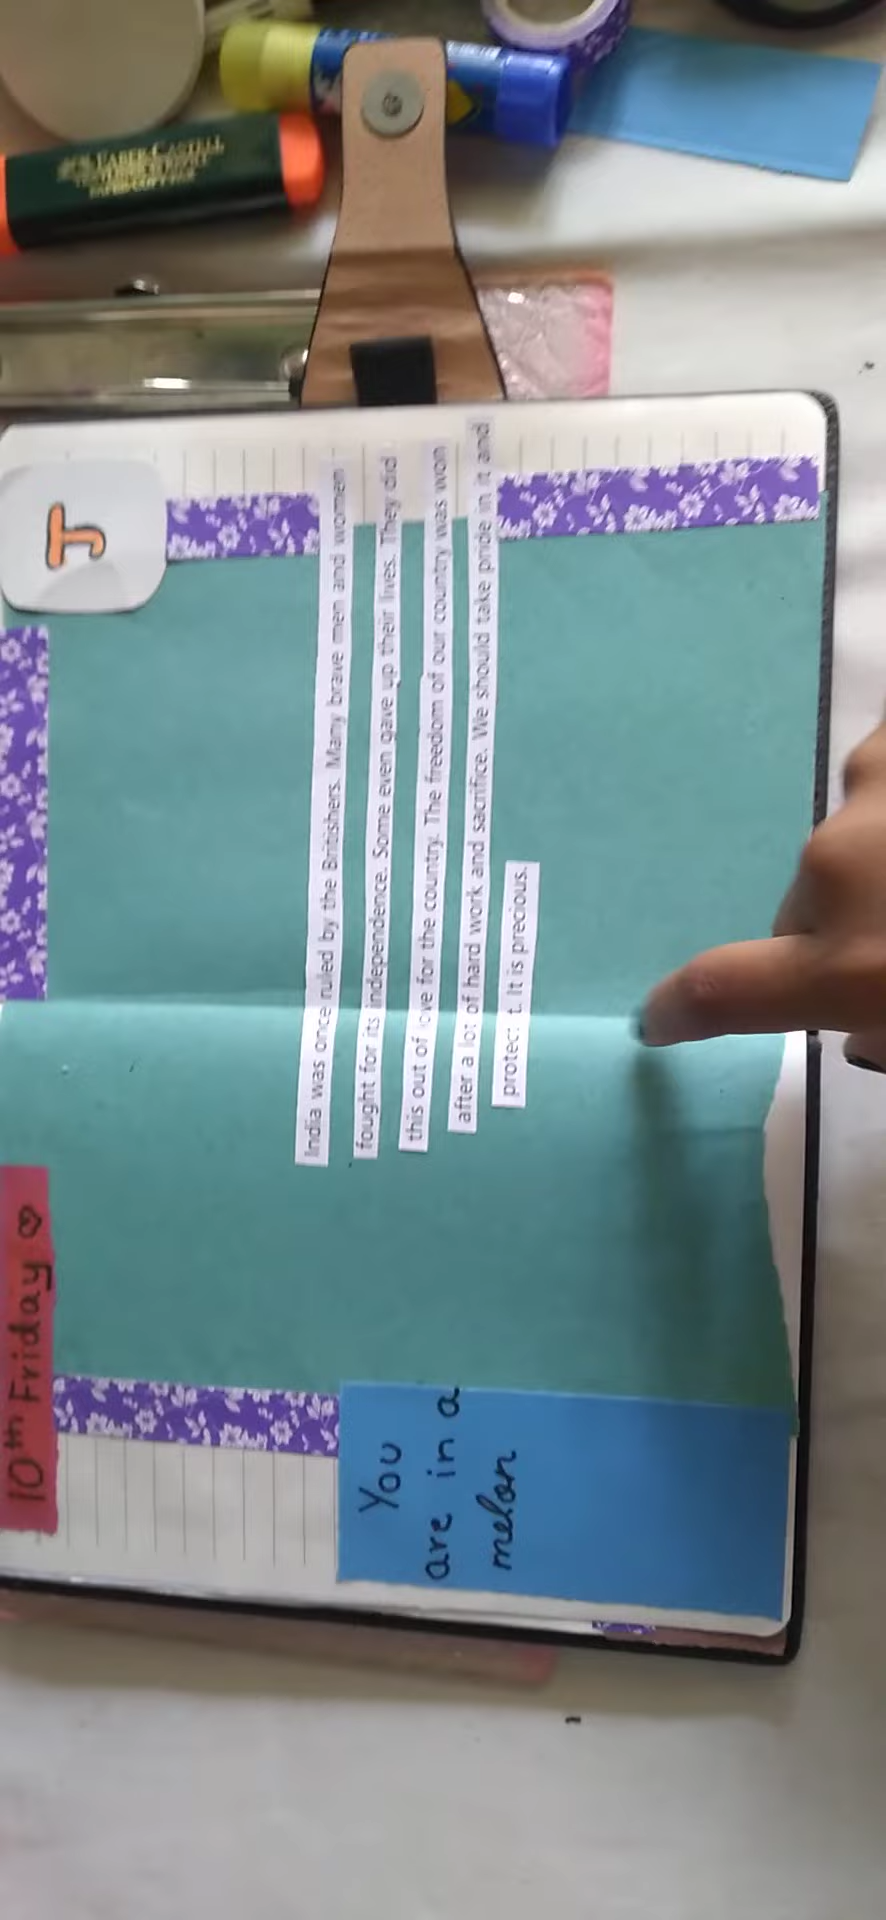 10th Friday ♡
J
India was once ruled by the Britishers. Many brave men and women
fought for its independence. Some even gave up their lives. They did
this out of love for the country. The freedom of our country was won
after a lot of hard work and sacrifice. We should take pride in it and
protect t. It is precious.
You
are in a
melon
FABER-CASTELL